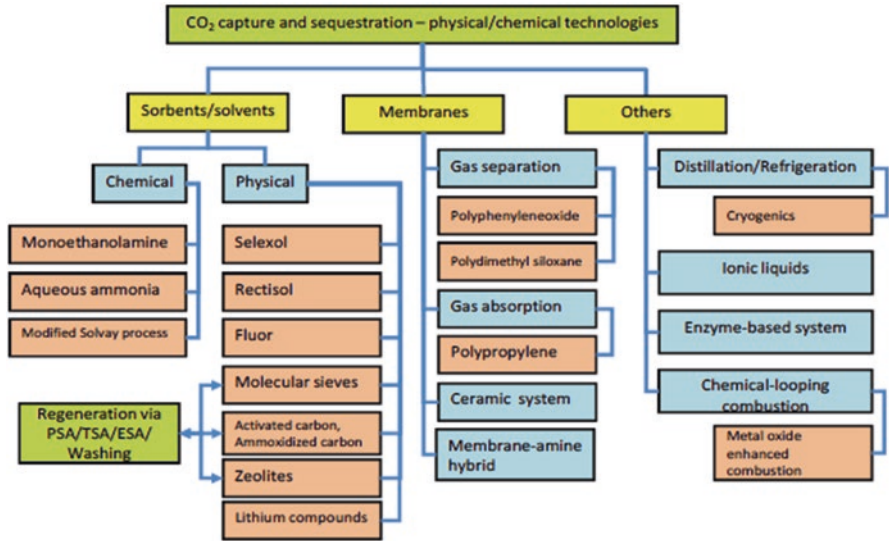 CO₂ capture and sequestration – physical/chemical technologies
Sorbents/solvents
Membranes
Others
Chemical
Physical
Monoethanolamine
Aqueous ammonia
Modified Solvay process
Selexol
Rectisol
Fluor
Molecular sieves
Activated carbon,
Ammoxidized carbon
Zeolites
Lithium compounds
Regeneration via
PSA/TSA/ESA/
Washing
Gas separation
Polyphenyleneoxide
Polydimethyl siloxane
Gas absorption
Polypropylene
Ceramic system
Membrane-amine
hybrid
Distillation/Refrigeration
Cryogenics
Ionic liquids
Enzyme-based system
Chemical-looping
combustion
Metal oxide
enhanced
combustion